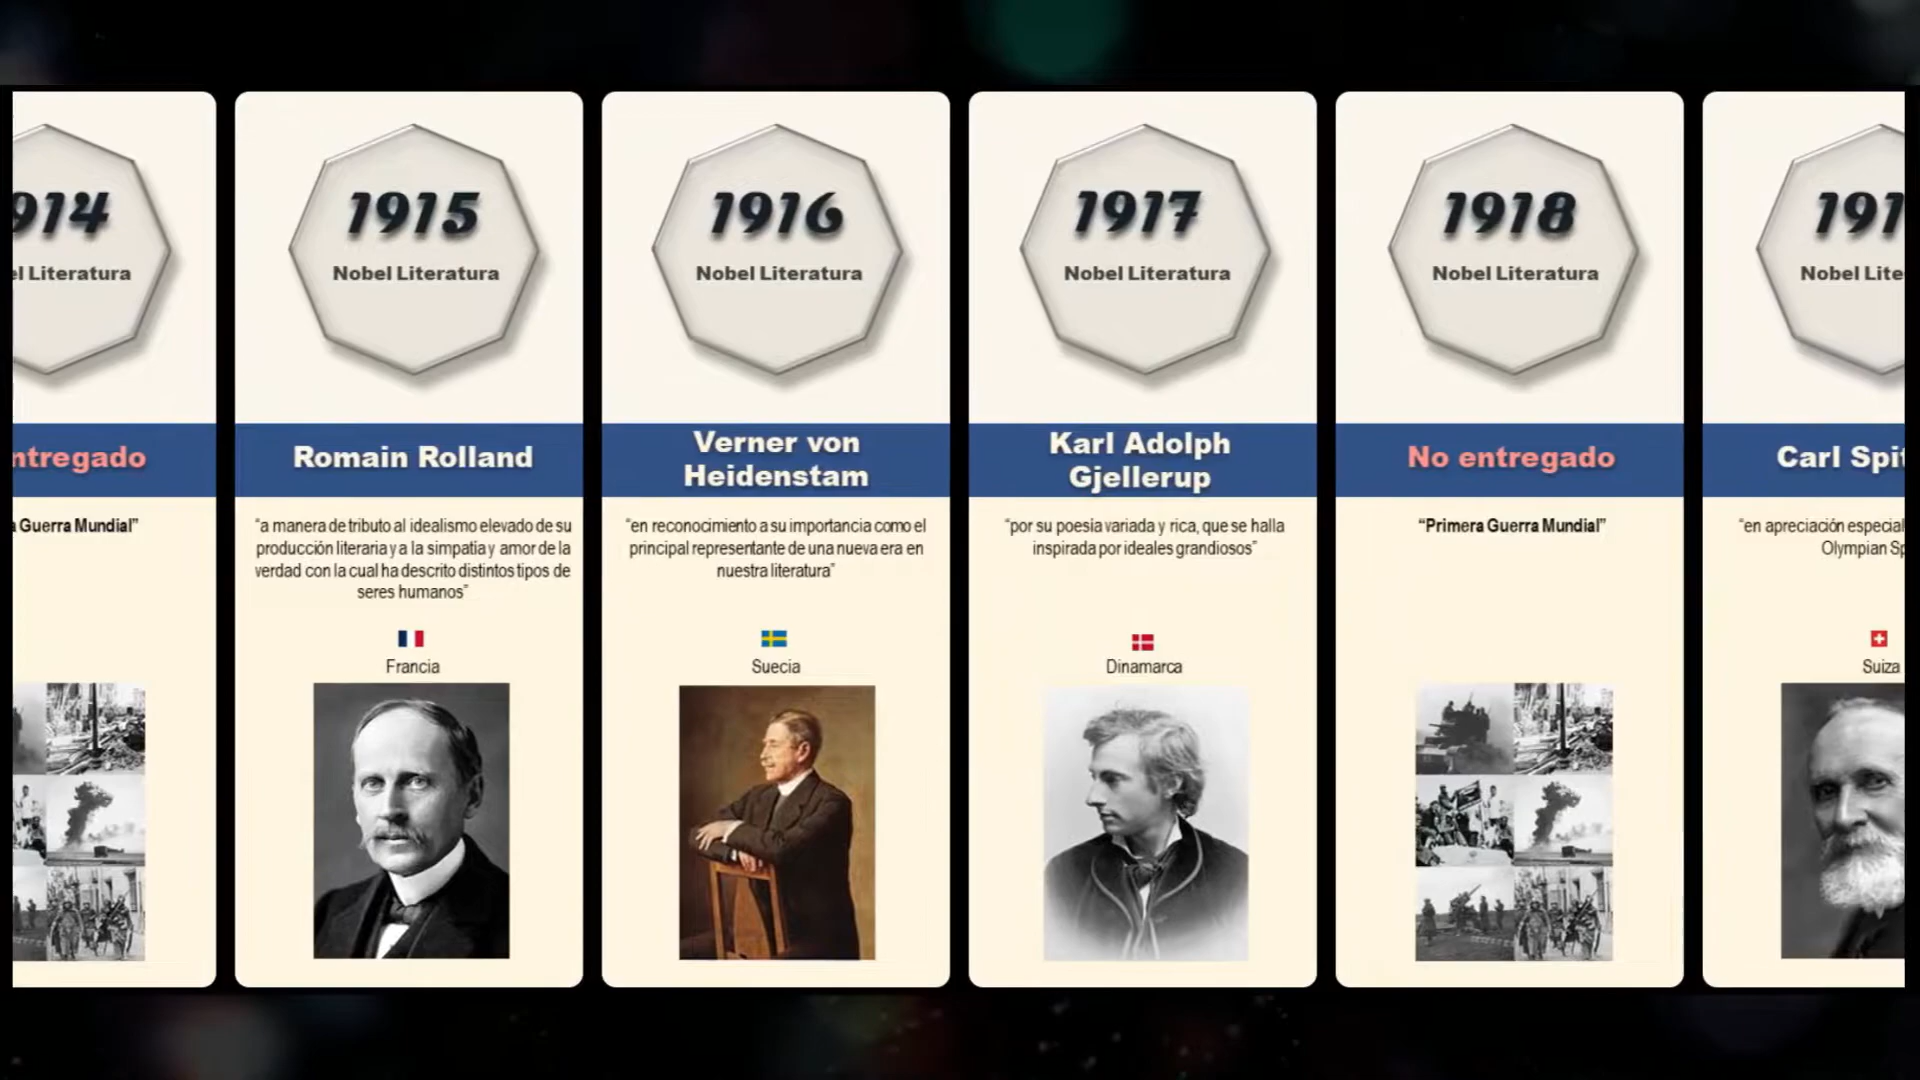 914
Literatura
Guerra Mundial”
1915
Nobel Literatura
Romain Rolland
“a manera de tributo al idealismo elevado de su
producción literaria y a la simpatía y amor de la
verdad con la cual ha descrito distintos tipos de
seres humanos”
Francia
1916
Nobel Literatura
Verner von
Heidenstam
“en reconocimiento a su importancia como el
principal representante de una nueva era en
nuestra literatura”
Suecia
1917
Nobel Literatura
Karl Adolph
Gjellerup
“por su poesía variada y rica, que se halla
inspirada por ideales grandiosos”
Dinamarca
1918
Nobel Literatura
No entregado
“Primera Guerra Mundial”
191
Nobel Lite
Carl Spit
“en apreciación especial
Olympian Sp
Suiza